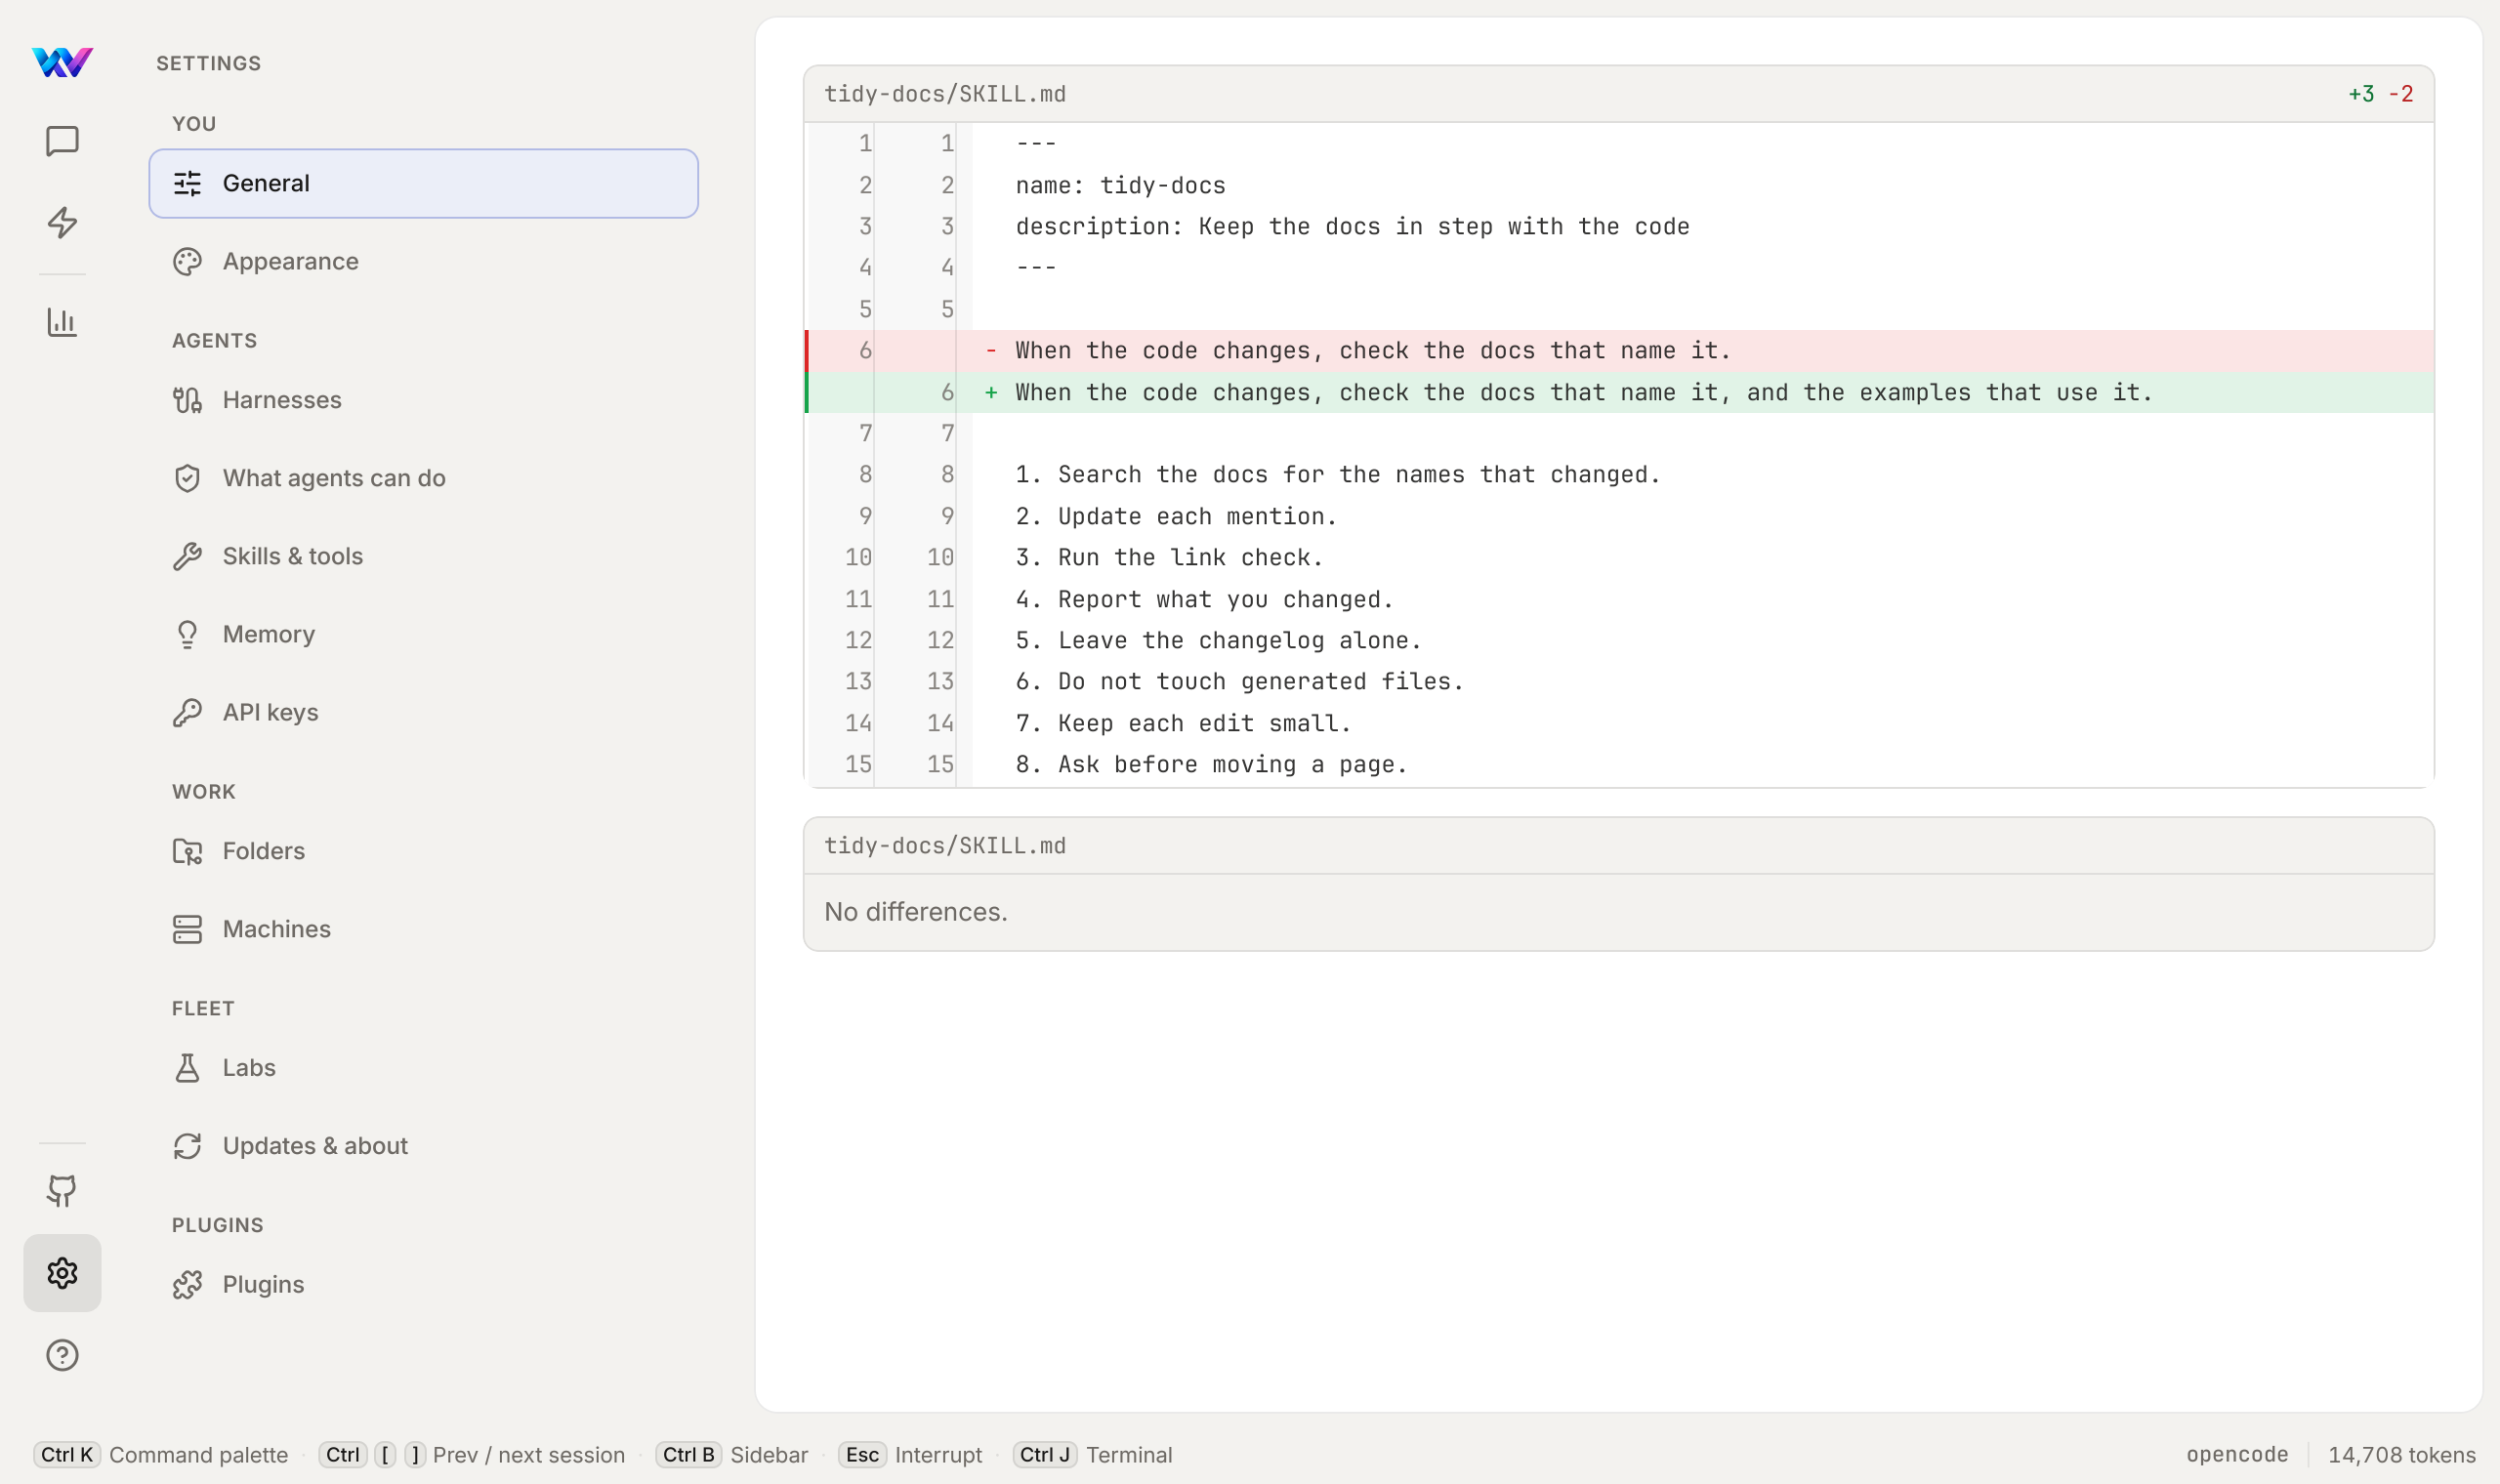 SETTINGS
YOU
General
Appearance
AGENTS
Harnesses
What agents can do
Skills & tools
Memory
API keys
WORK
Folders
Machines
FLEET
Labs
Updates & about
PLUGINS
Plugins
tidy-docs/SKILL.md +3 -2
1 1 ---
2 2 name: tidy-docs
3 3 description: Keep the docs in step with the code
4 4 ---
5 5
6 - When the code changes, check the docs that name it.
6 + When the code changes, check the docs that name it, and the examples that use it.
7 7
8 8 1. Search the docs for the names that changed.
9 9 2. Update each mention.
10 10 3. Run the link check.
11 11 4. Report what you changed.
12 12 5. Leave the changelog alone.
13 13 6. Do not touch generated files.
14 14 7. Keep each edit small.
15 15 8. Ask before moving a page.
tidy-docs/SKILL.md
No differences.
Ctrl K Command palette · Ctrl [ ] Prev / next session · Ctrl B Sidebar · Esc Interrupt · Ctrl J Terminal
opencode 14,708 tokens